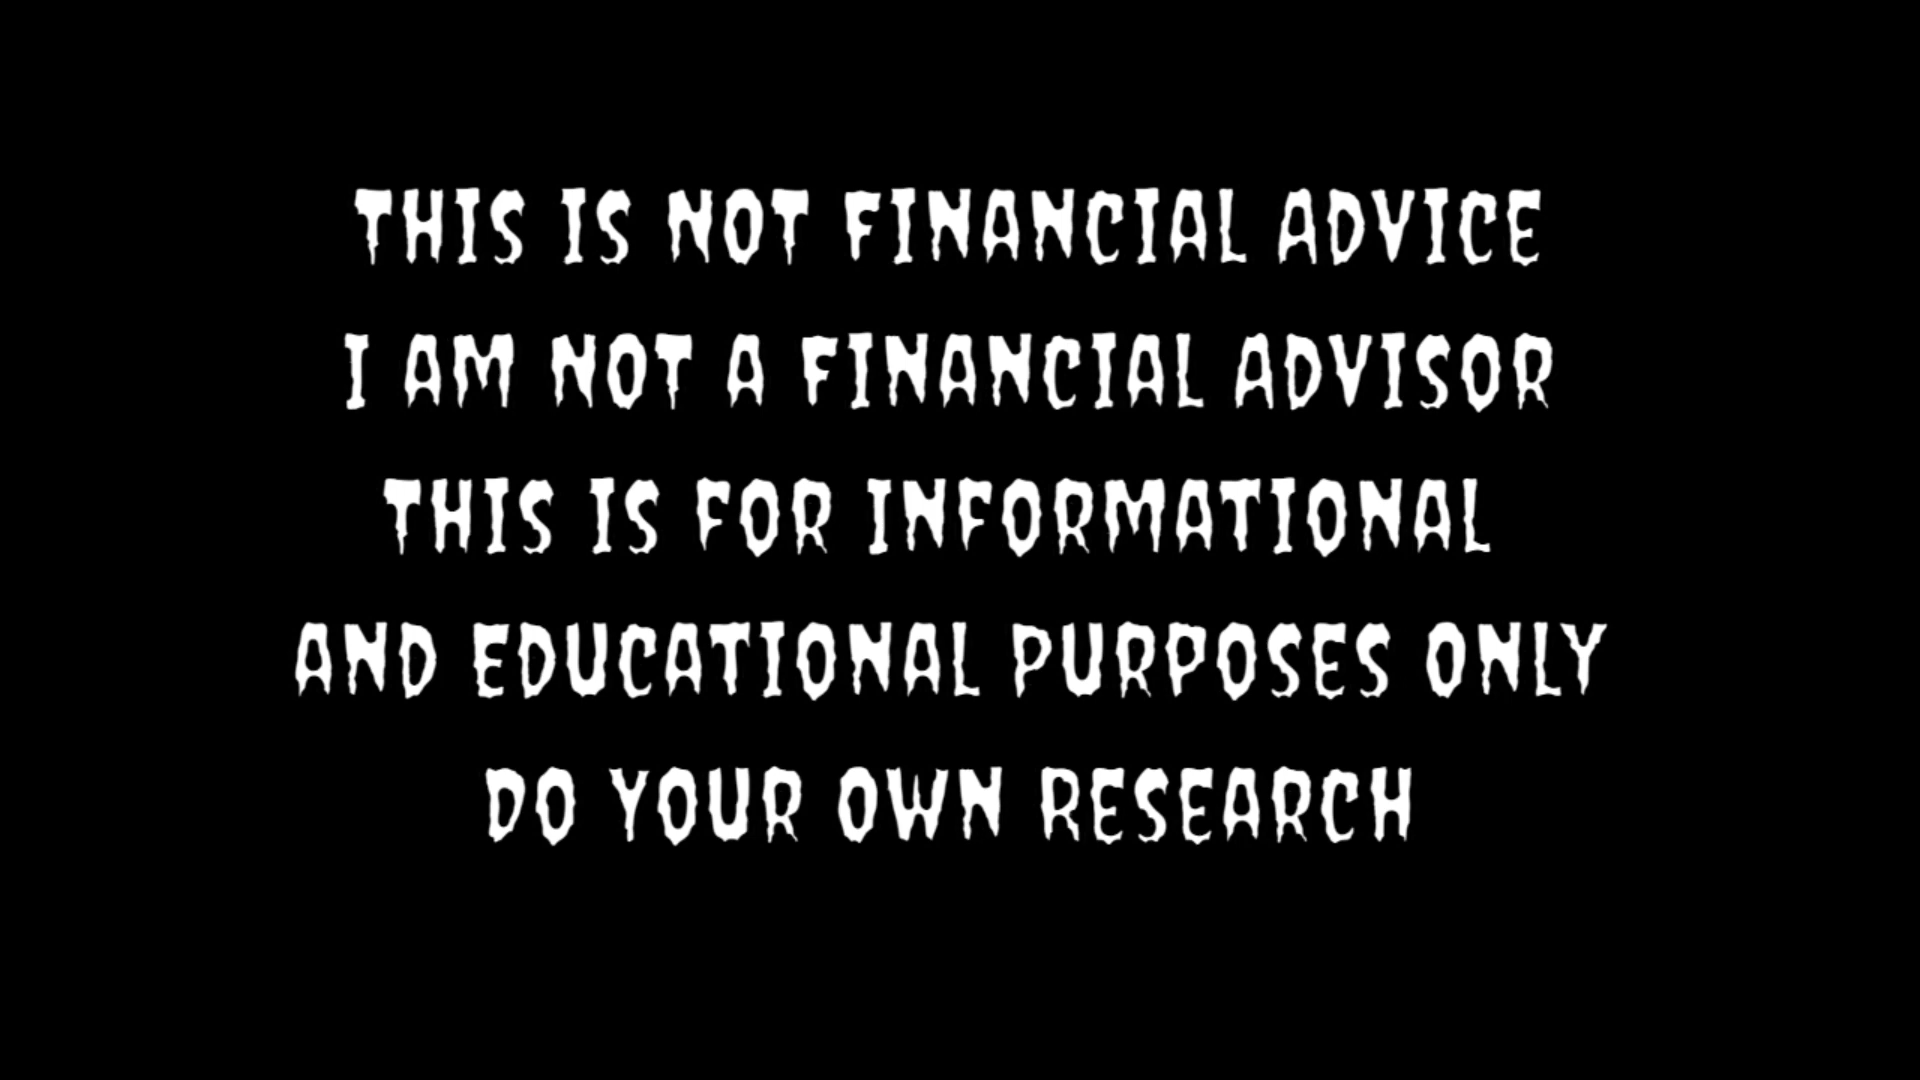 THIS IS NOT FINANCIAL ADVICE
I AM NOT A FINANCIAL ADVISOR
THIS IS FOR INFORMATIONAL
AND EDUCATIONAL PURPOSES ONLY
DO YOUR OWN RESEARCH